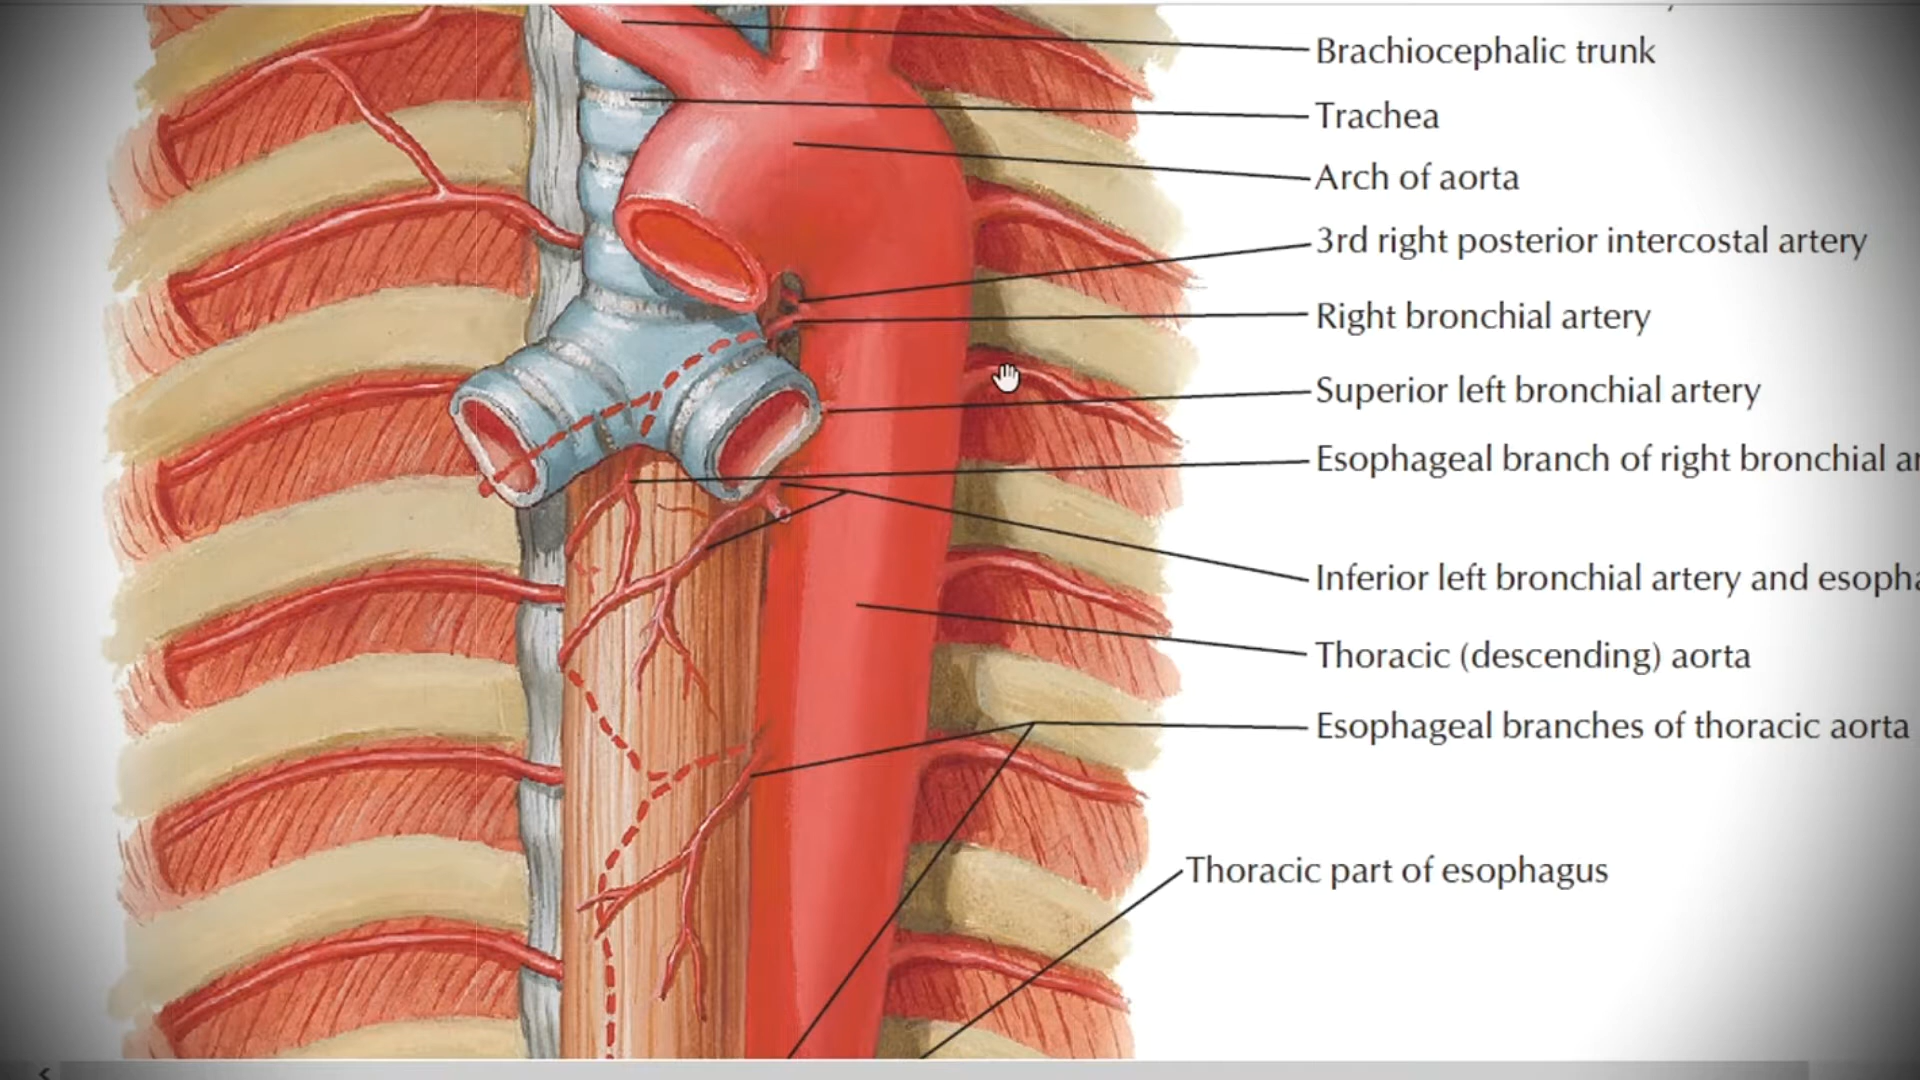 Brachiocephalic trunk
Trachea
Arch of aorta
3rd right posterior intercostal artery
Right bronchial artery
Superior left bronchial artery
Esophageal branch of right bronchial
Inferior left bronchial artery and
Thoracic (descending) aorta
Esophageal branches of thoracic aorta
Thoracic part of esophagus